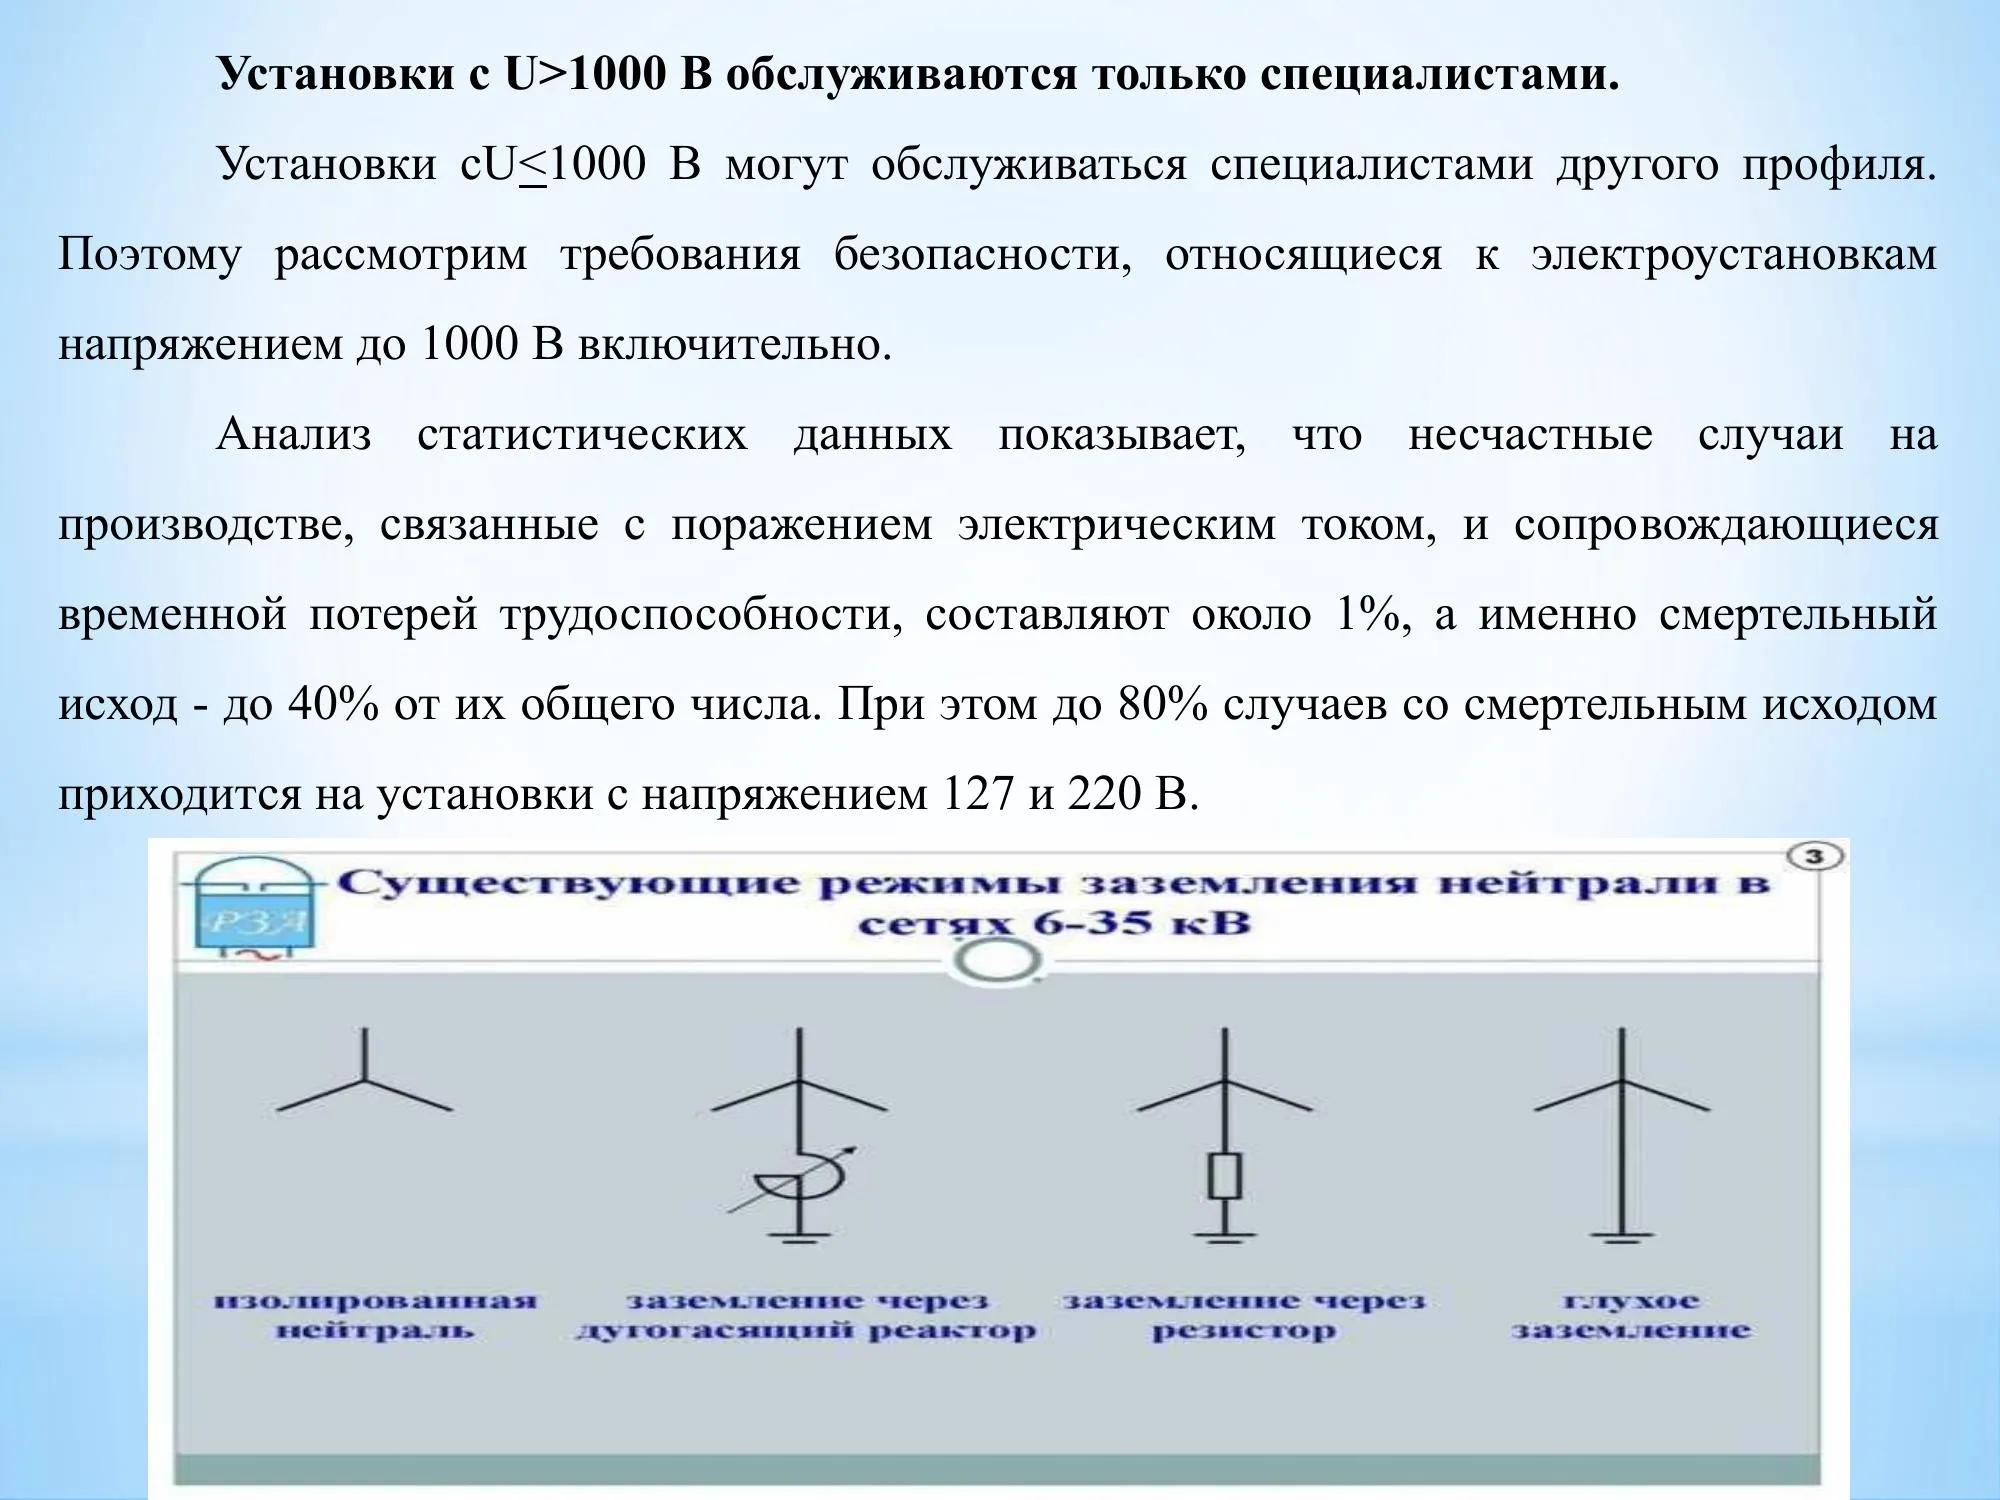 Установки с U>1000 В обслуживаются только специалистами.
Установки сU<1000 В могут обслуживаться специалистами другого профиля.
Поэтому рассмотрим требования безопасности, относящиеся к электроустановкам
напряжением до 1000 В включительно.
Анализ статистических данных показывает, что несчастные случаи на
производстве, связанные с поражением электрическим током, и сопровождающиеся
временной потерей трудоспособности, составляют около 1%, а именно смертельный
исход - до 40% от их общего числа. При этом до 80% случаев со смертельным исходом
приходится на установки с напряжением 127 и 220 В.
3
РЗА
Существующие режимы заземления нейтрали в
сетях 6-35 кВ
изолированная
нейтраль
заземление через
дугогасящий реактор
заземление через
резистор
глухое
заземление